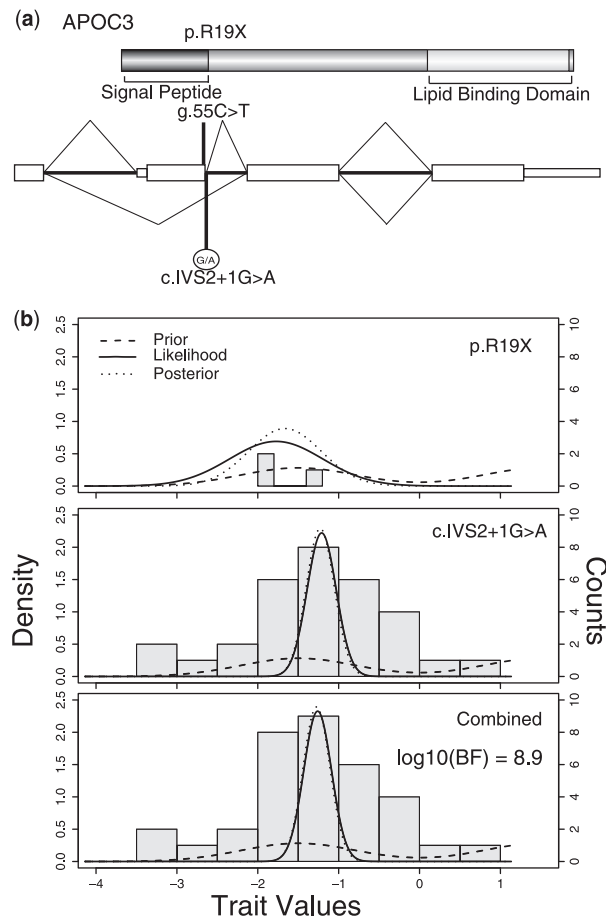 (a) APOC3
p.R19X
Signal Peptide
Lipid Binding Domain
g.55C>T
G/A
c.IVS2+1G>A
(b)
2.5
2.0
1.5
1.0
0.5
0.0
Prior
Likelihood
Posterior
p.R19X
10
8
6
4
2
0
2.5
2.0
1.5
1.0
0.5
0.0
c.IVS2+1G>A
10
8
6
4
2
0
Density
Counts
2.5
2.0
1.5
1.0
0.5
0.0
Combined
log10(BF) = 8.9
10
8
6
4
2
0
−4 −3 −2 −1 0 1
Trait Values